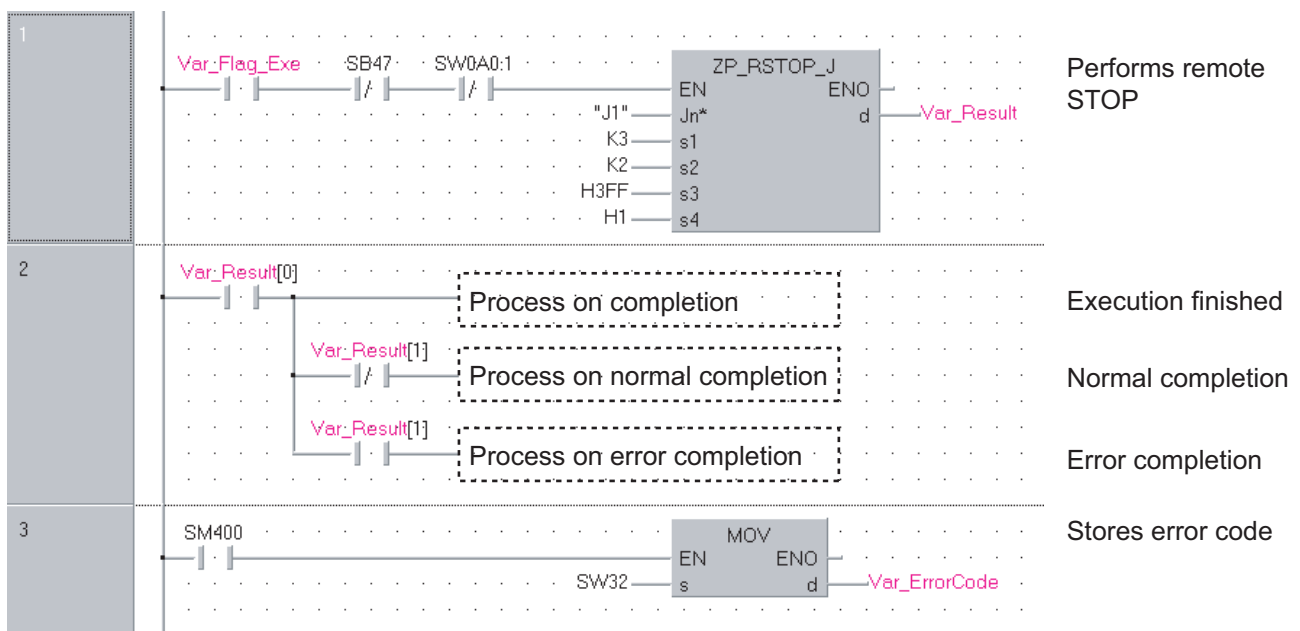 1
Var_Flag_Exe SB47 SW0A0.1 ZP_RSTOP_J
EN ENO
"J1" Jn* d Var_Result
K3 s1
K2 s2
H3FF s3
H1 s4
Performs remote
STOP
2
Var_Result[0]
Process on completion
Execution finished
Var_Result[1]
Process on normal completion
Normal completion
Var_Result[1]
Process on error completion
Error completion
3
SM400 MOV
EN ENO
SW32 s d Var_ErrorCode
Stores error code